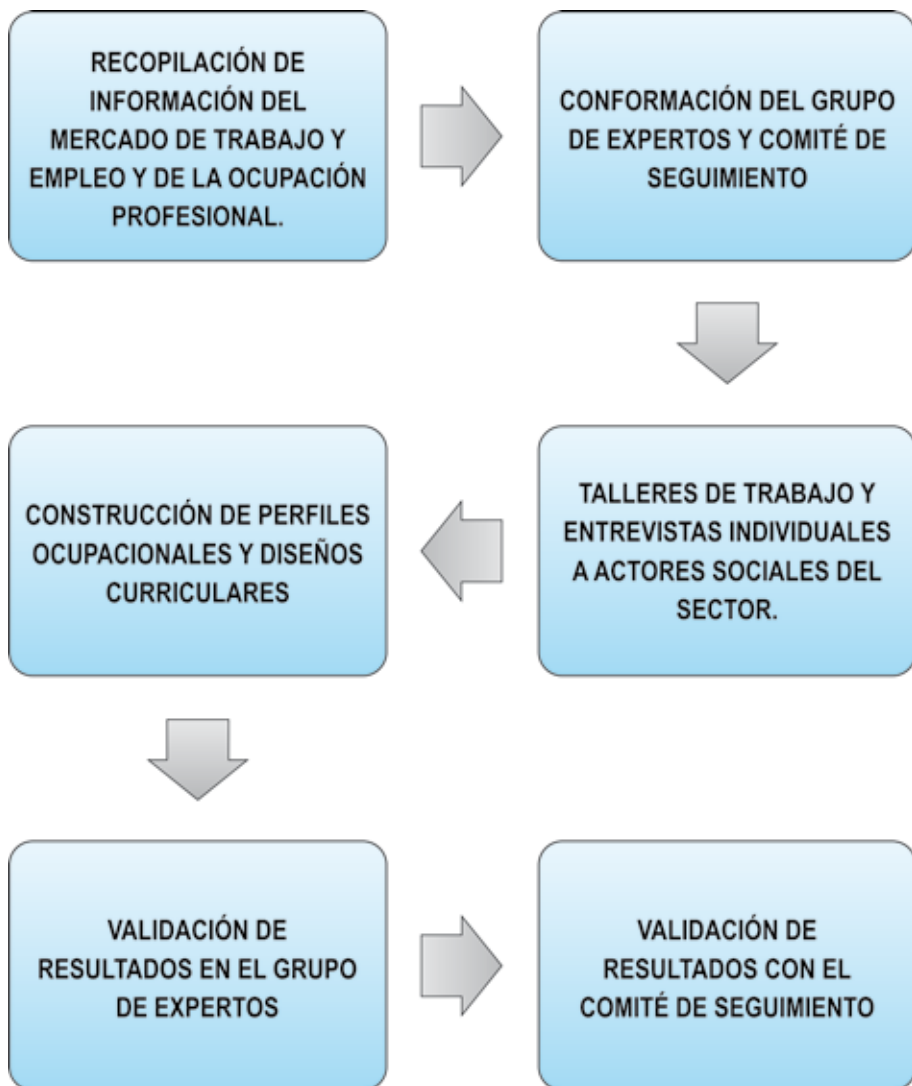 RECOPILACIÓN DE
INFORMACIÓN DEL
MERCADO DE TRABAJO Y
EMPLEO Y DE LA OCUPACIÓN
PROFESIONAL.
CONFORMACIÓN DEL GRUPO
DE EXPERTOS Y COMITÉ DE
SEGUIMIENTO
TALLERES DE TRABAJO Y
ENTREVISTAS INDIVIDUALES
A ACTORES SOCIALES DEL
SECTOR.
CONSTRUCCIÓN DE PERFILES
OCUPACIONALES Y DISEÑOS
CURRICULARES
VALIDACIÓN DE
RESULTADOS EN EL GRUPO
DE EXPERTOS
VALIDACIÓN DE
RESULTADOS CON EL
COMITÉ DE SEGUIMIENTO